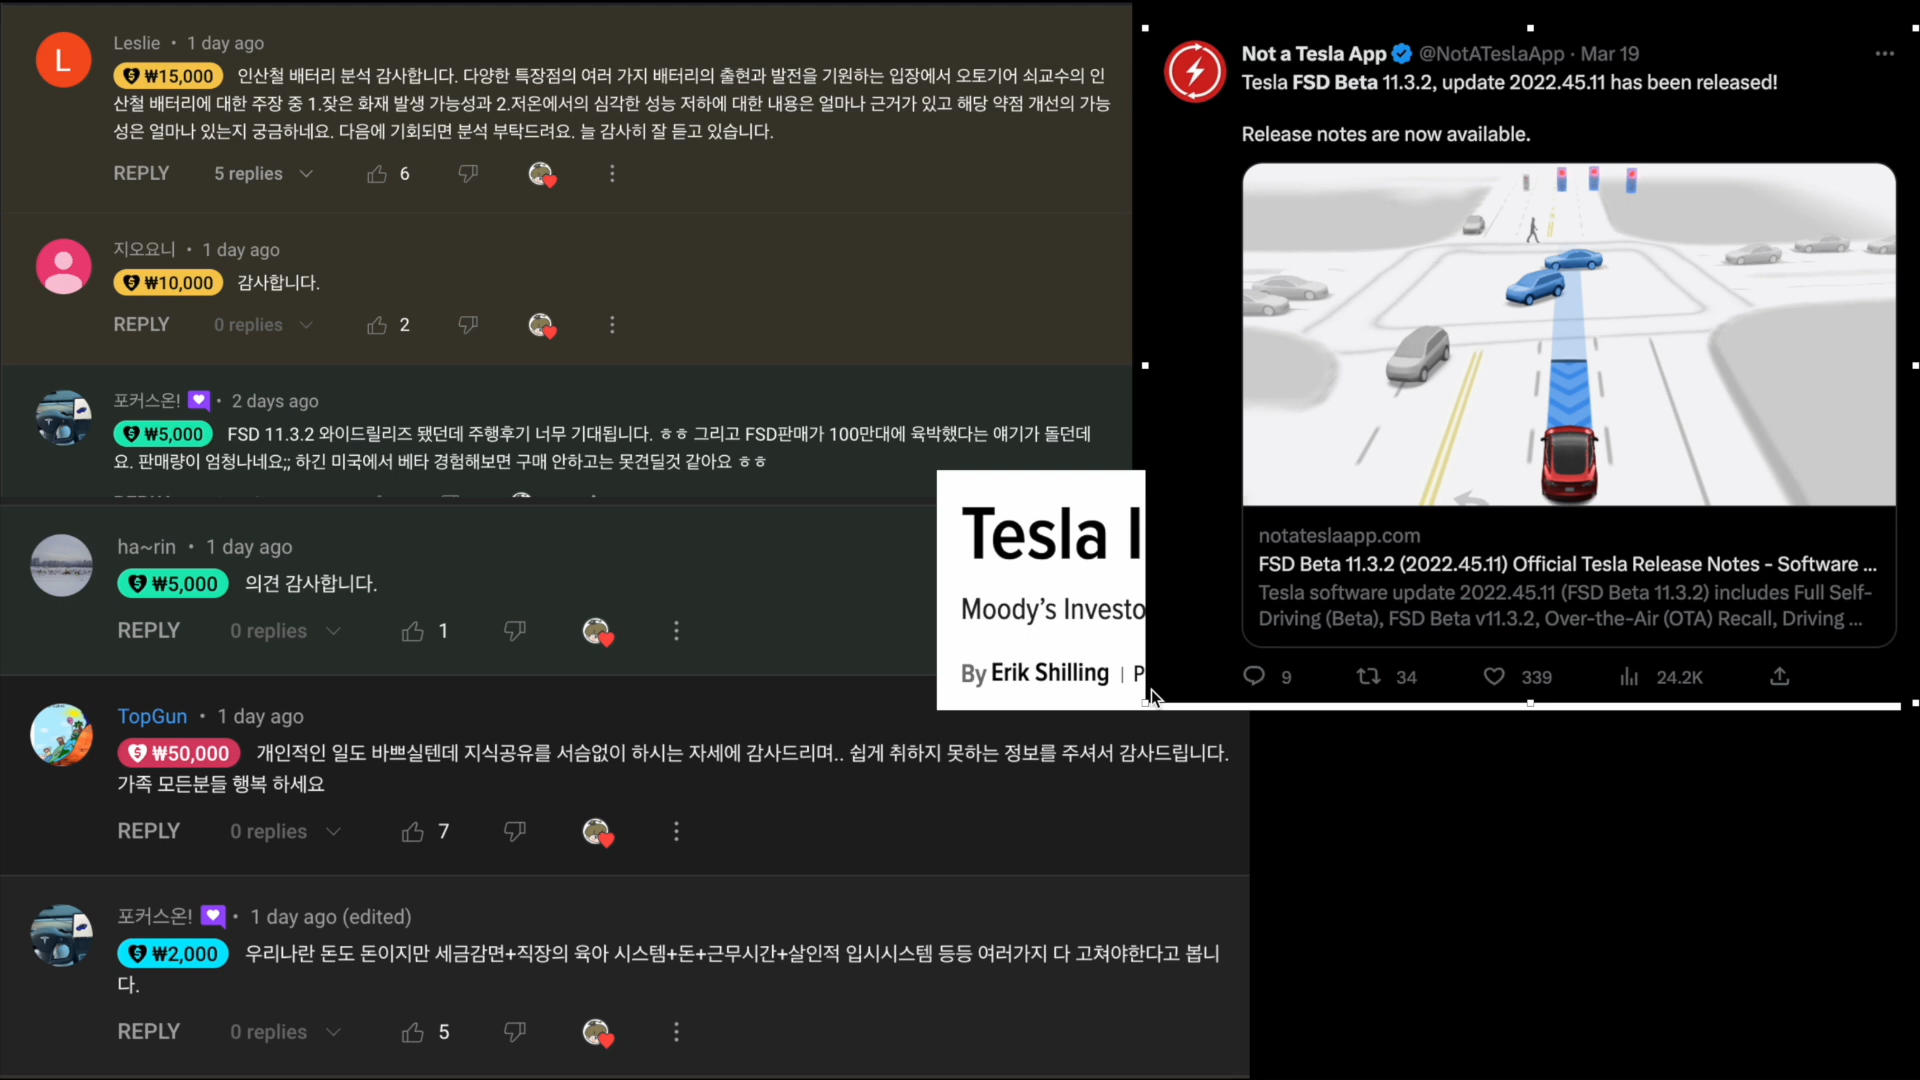 L
Leslie • 1 day ago
₩15,000 인산철 배터리 분석 감사합니다. 다양한 특장점의 여러 가지 배터리의 출현과 발전을 기원하는 입장에서 오토기어 쇠교수의 인
산철 배터리에 대한 주장 중 1.잦은 화재 발생 가능성과 2.저온에서의 심각한 성능 저하에 대한 내용은 얼마나 근거가 있고 해당 약점 개선의 가능
성은 얼마나 있는지 궁금하네요. 다음에 기회되면 분석 부탁드려요. 늘 감사히 잘 듣고 있습니다.
REPLY 5 replies 6
지오요니 • 1 day ago
₩10,000 감사합니다.
REPLY 0 replies 2
포커스온! • 2 days ago
₩5,000 FSD 11.3.2 와이드릴리즈 됐던데 주행후기 너무 기대됩니다. ㅎㅎ 그리고 FSD판매가 100만대에 육박했다는 얘기가 돌던데
요. 판매량이 엄청나네요;; 하긴 미국에서 베타 경험해보면 구매 안하고는 못견딜것 같아요 ㅎㅎ
ha~rin • 1 day ago
₩5,000 의견 감사합니다.
REPLY 0 replies 1
TopGun • 1 day ago
₩50,000 개인적인 일도 바쁘실텐데 지식공유를 서슴없이 하시는 자세에 감사드리며.. 쉽게 취하지 못하는 정보를 주셔서 감사드립니다.
가족 모든분들 행복 하세요
REPLY 0 replies 7
포커스온! • 1 day ago (edited)
₩2,000 우리나란 돈도 돈이지만 세금감면+직장의 육아 시스템+돈+근무시간+살인적 입시시스템 등등 여러가지 다 고쳐야한다고 봅니
다.
REPLY 0 replies 5
Tesla I
Moody's Investo
By Erik Shilling | P
Not a Tesla App @NotATeslaApp · Mar 19
Tesla FSD Beta 11.3.2, update 2022.45.11 has been released!
Release notes are now available.
notateslaapp.com
FSD Beta 11.3.2 (2022.45.11) Official Tesla Release Notes - Software ...
Tesla software update 2022.45.11 (FSD Beta 11.3.2) includes Full Self-
Driving (Beta), FSD Beta v11.3.2, Over-the-Air (OTA) Recall, Driving ...
9 34 339 24.2K